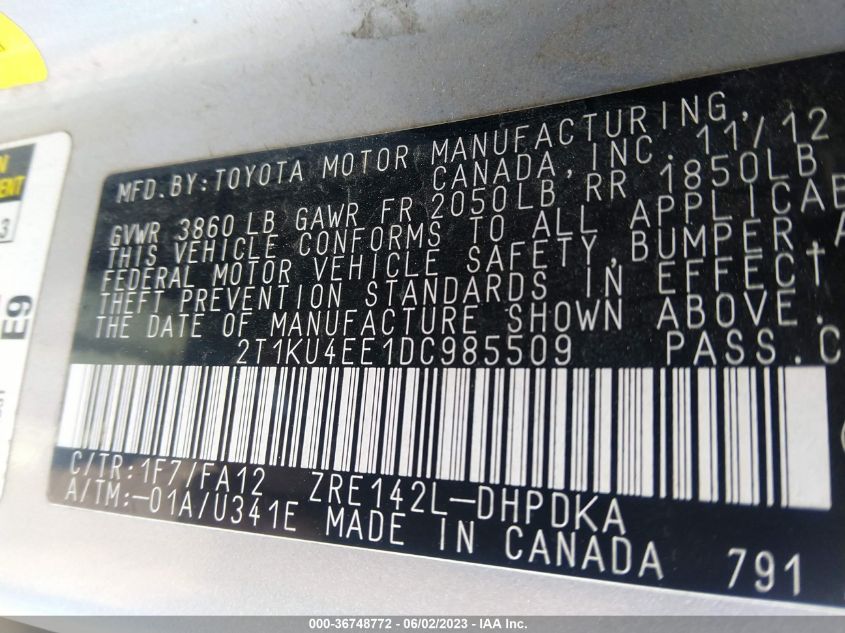 MFD.BY:TOYOTA MOTOR MANUFACTURING,
CANADA, INC. 11/12
GVWR 3860 LB GAWR FR 2050LB RR 1850LB
THIS VEHICLE CONFORMS TO ALL APPLICAB
FEDERAL MOTOR VEHICLE SAFETY,BUMPER,A
THEFT PREVENTION STANDARDS IN EFFECT
THE DATE OF MANUFACTURE SHOWN ABOVE.
2T1KU4EE1DC985509 PASS.C
C/TR:1F7/FA12 ZRE142L-DHPDKA
A/TM:-01A/U341E MADE IN CANADA 791
E9
000-36748772 - 06/02/2023 - IAA Inc.